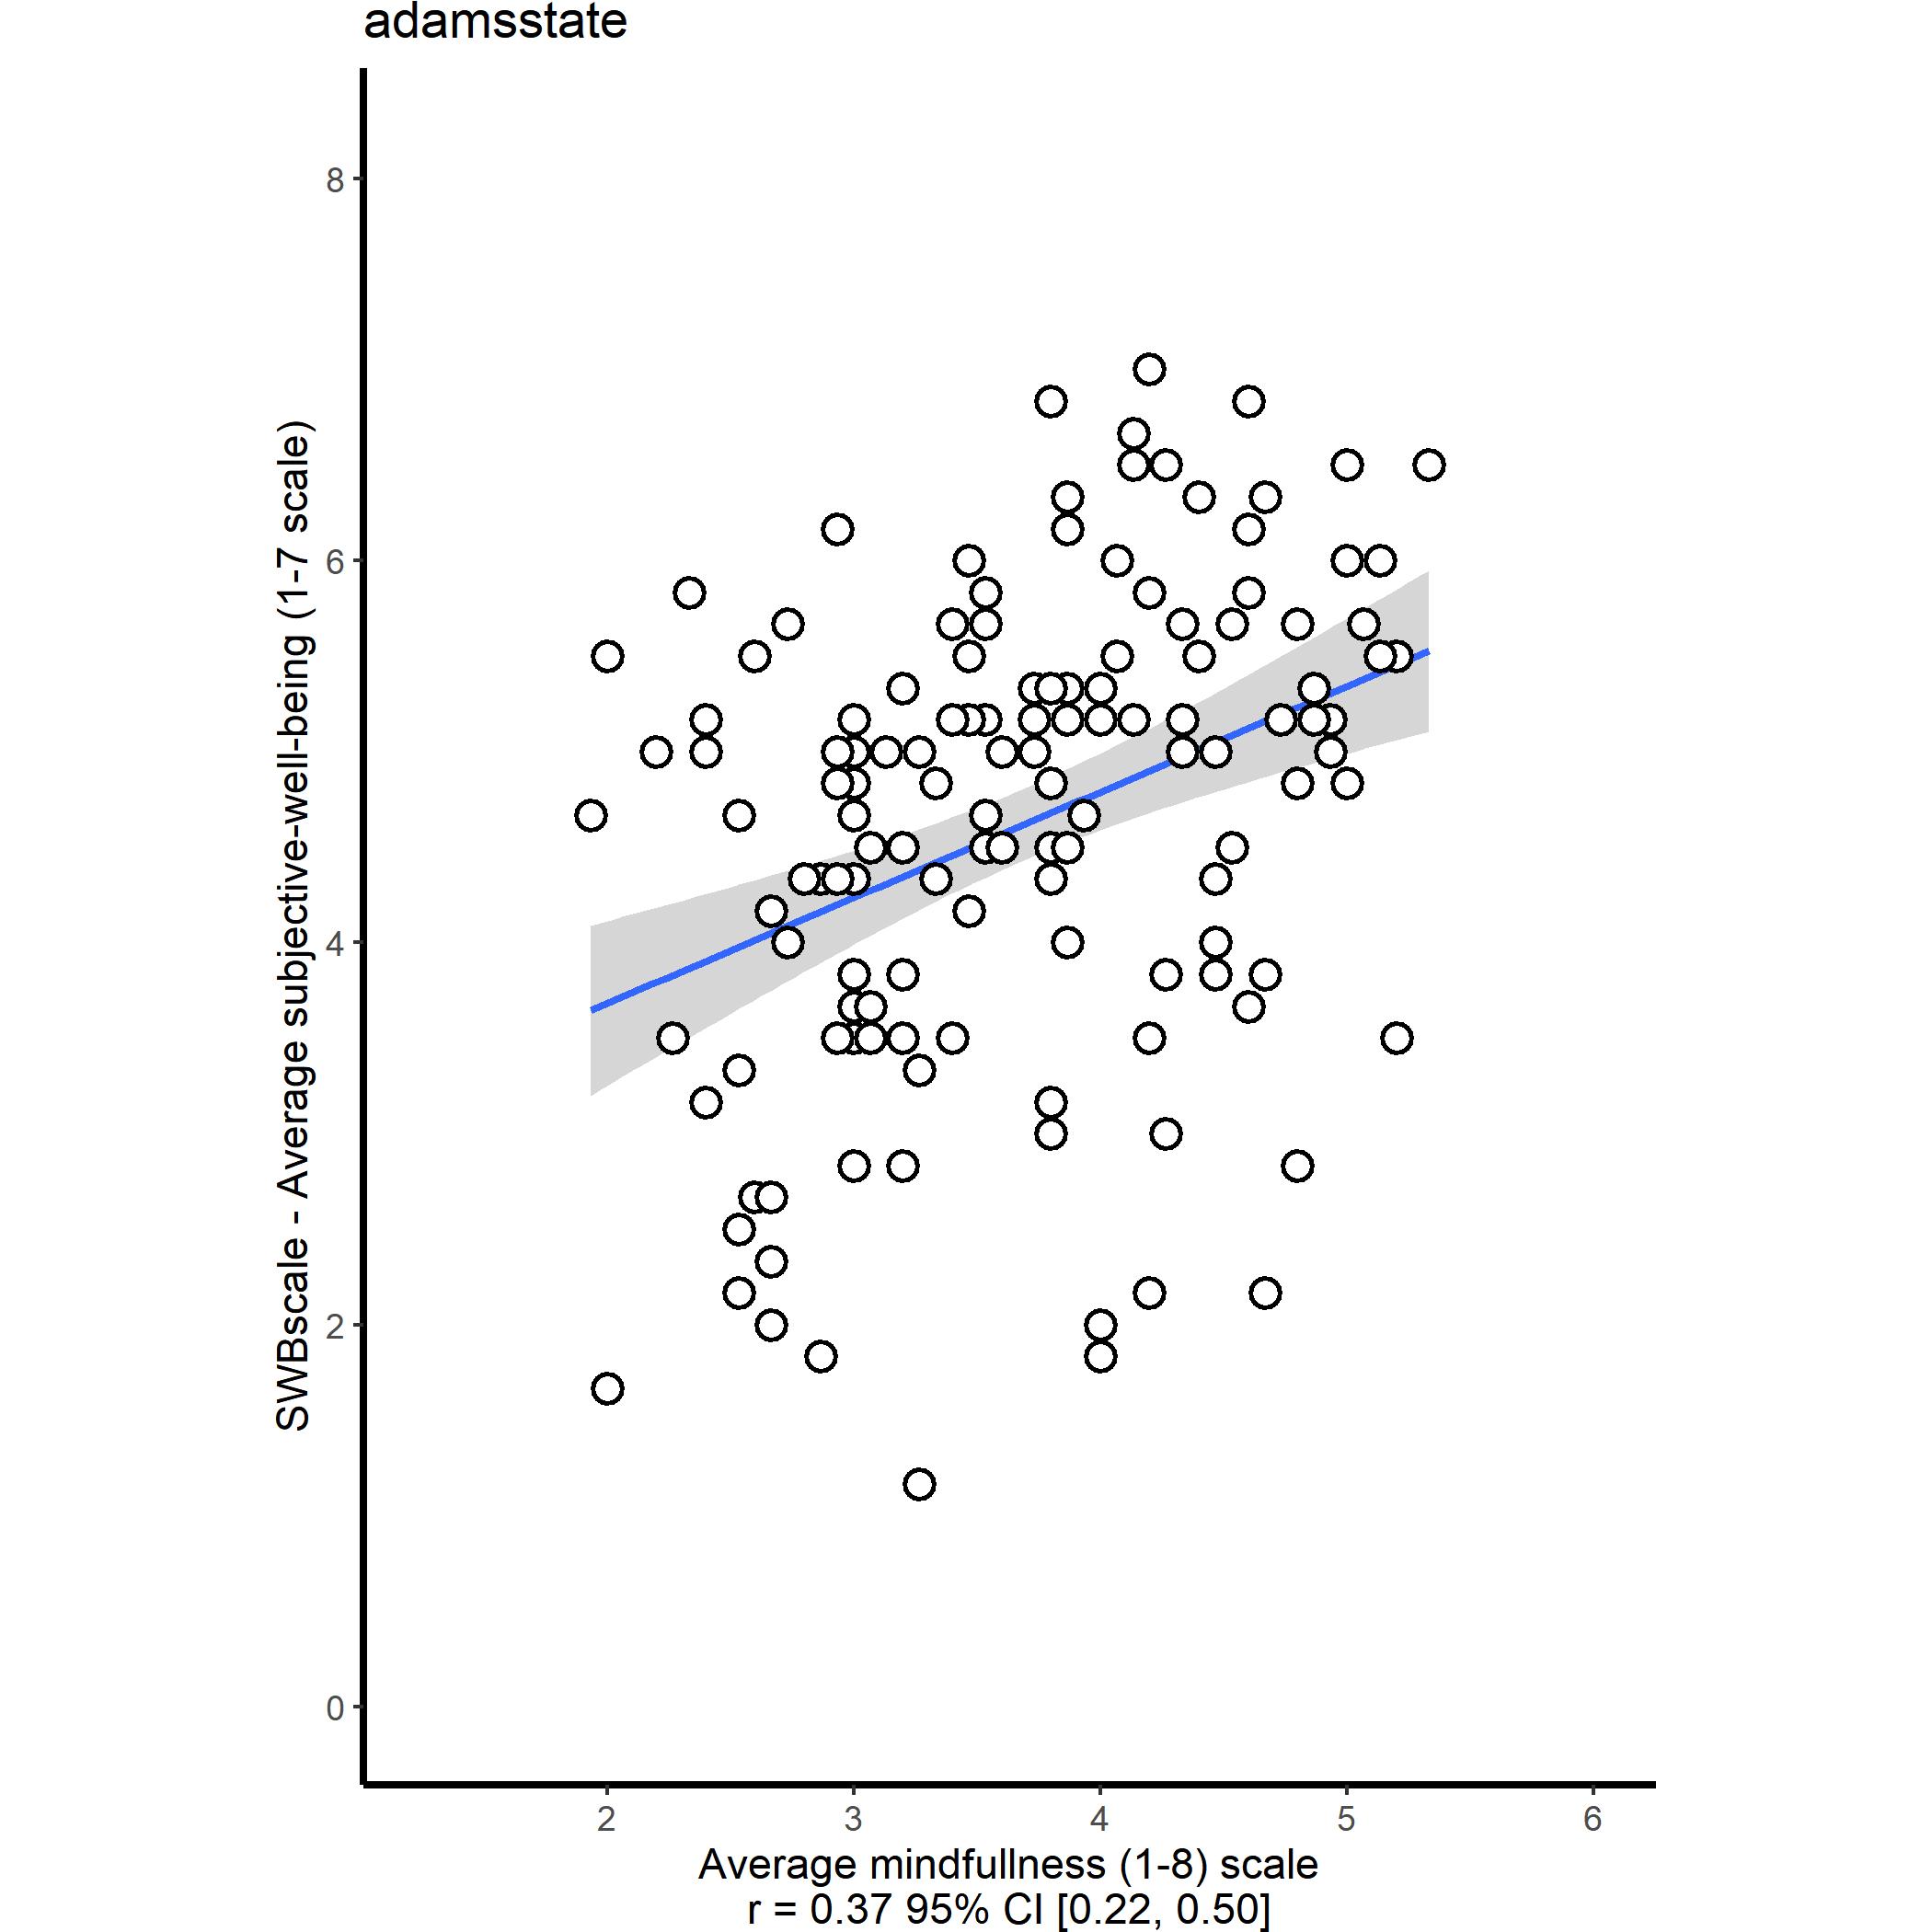 adamsstate
SWBscale - Average subjective-well-being (1-7 scale)
8
6
4
2
0
2
3
4
5
6
Average mindfullness (1-8) scale
r = 0.37 95% CI [0.22, 0.50]